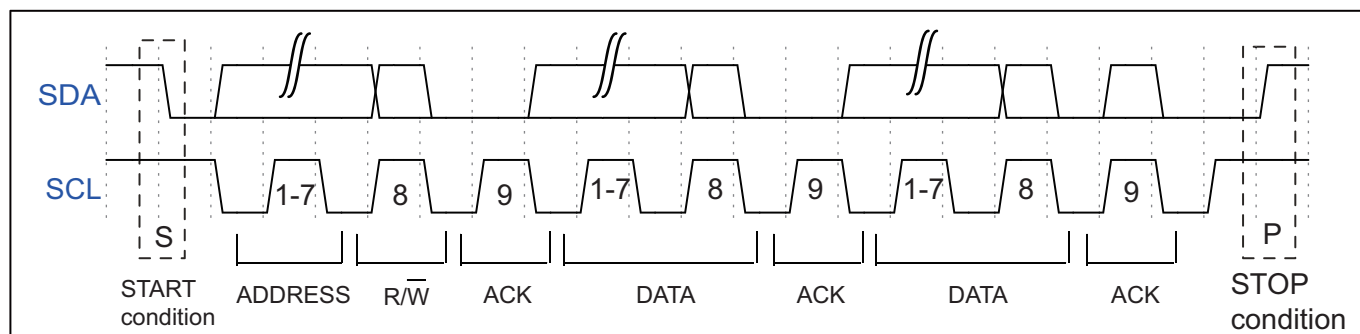 SDA
SCL
1-7
8
9
1-7
8
9
1-7
8
9
S
P
START
condition
ADDRESS
R/W̅
ACK
DATA
ACK
DATA
ACK
STOP
condition